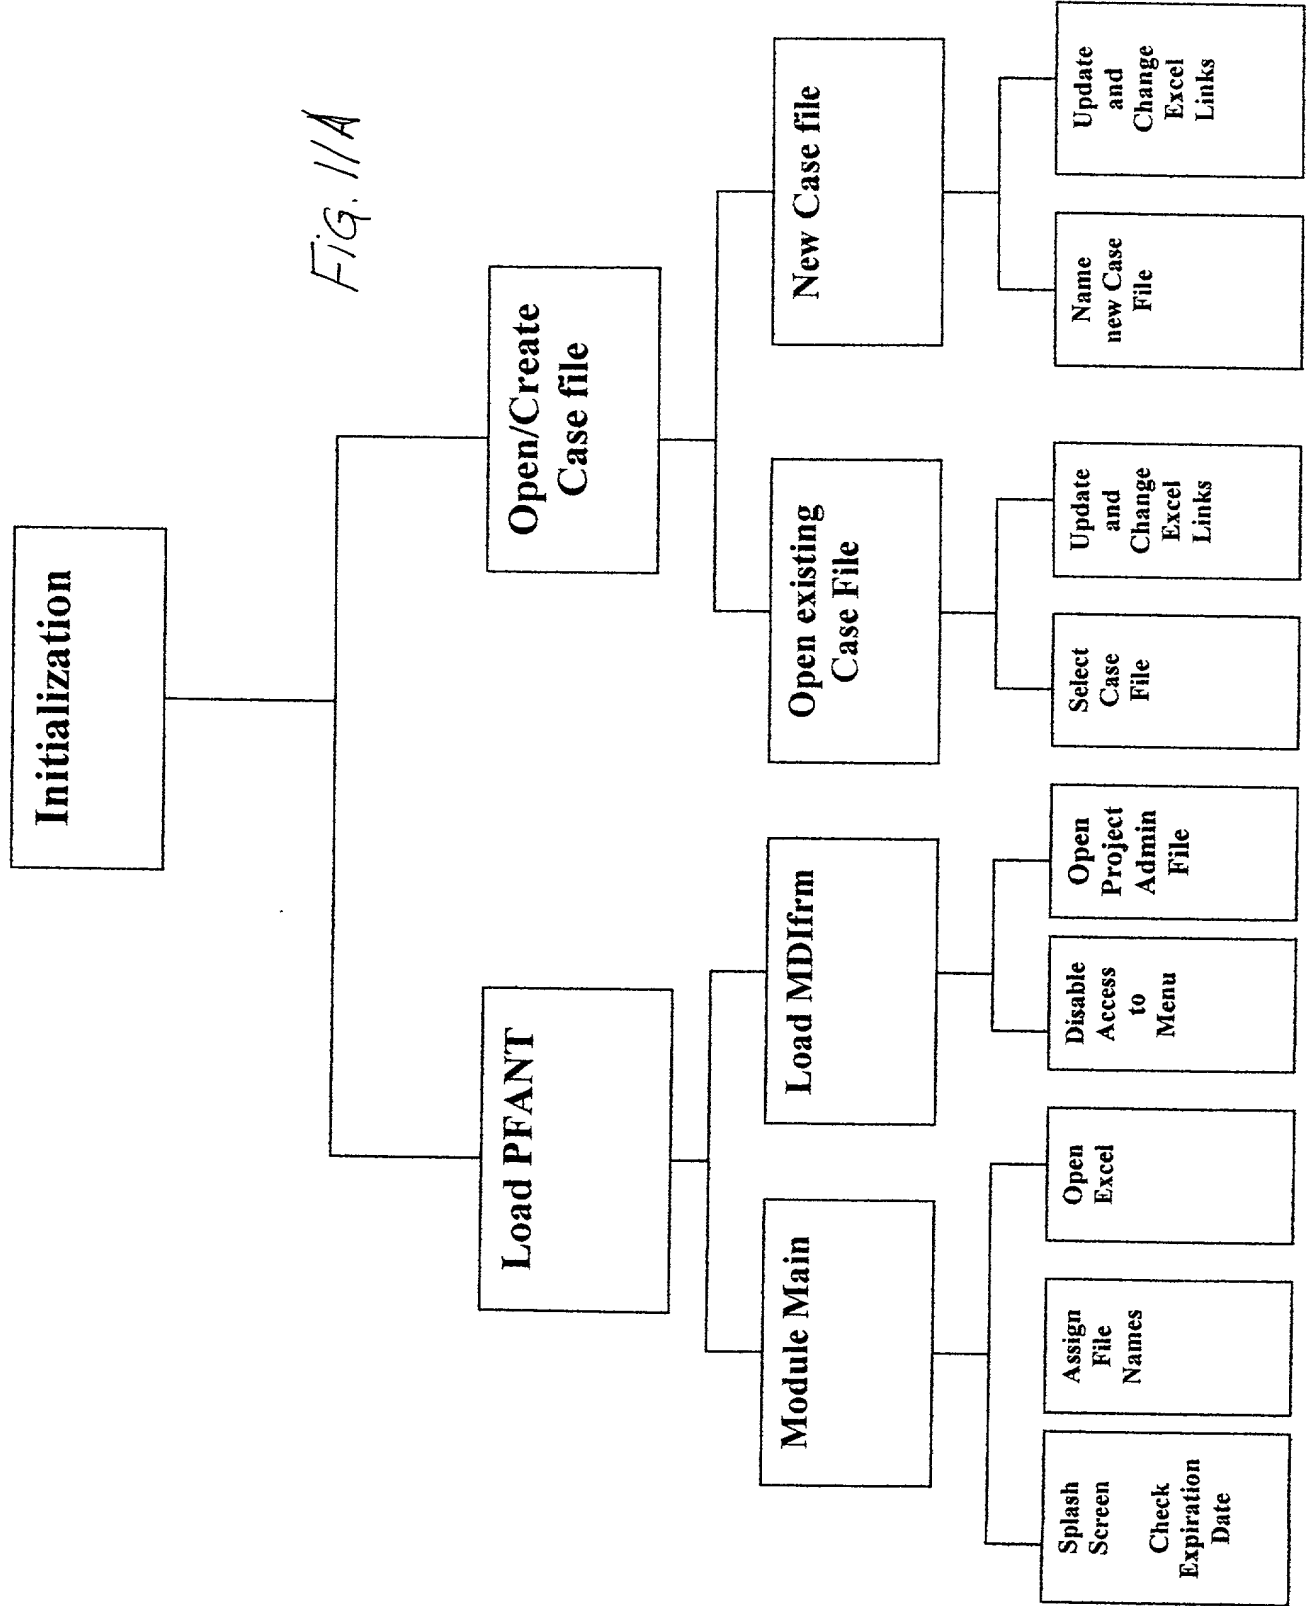 Initialization
Fig. 11A
Load PFANT
Open/Create
Case file
Module Main
Load MDIfrm
Open existing
Case File
New Case file
Splash
Screen
Check
Expiration
Date
Assign
File
Names
Open
Excel
Disable
Access
to
Menu
Open
Project
Admin
File
Select
Case
File
Update
and
Change
Excel
Links
Name
new Case
File
Update
and
Change
Excel
Links